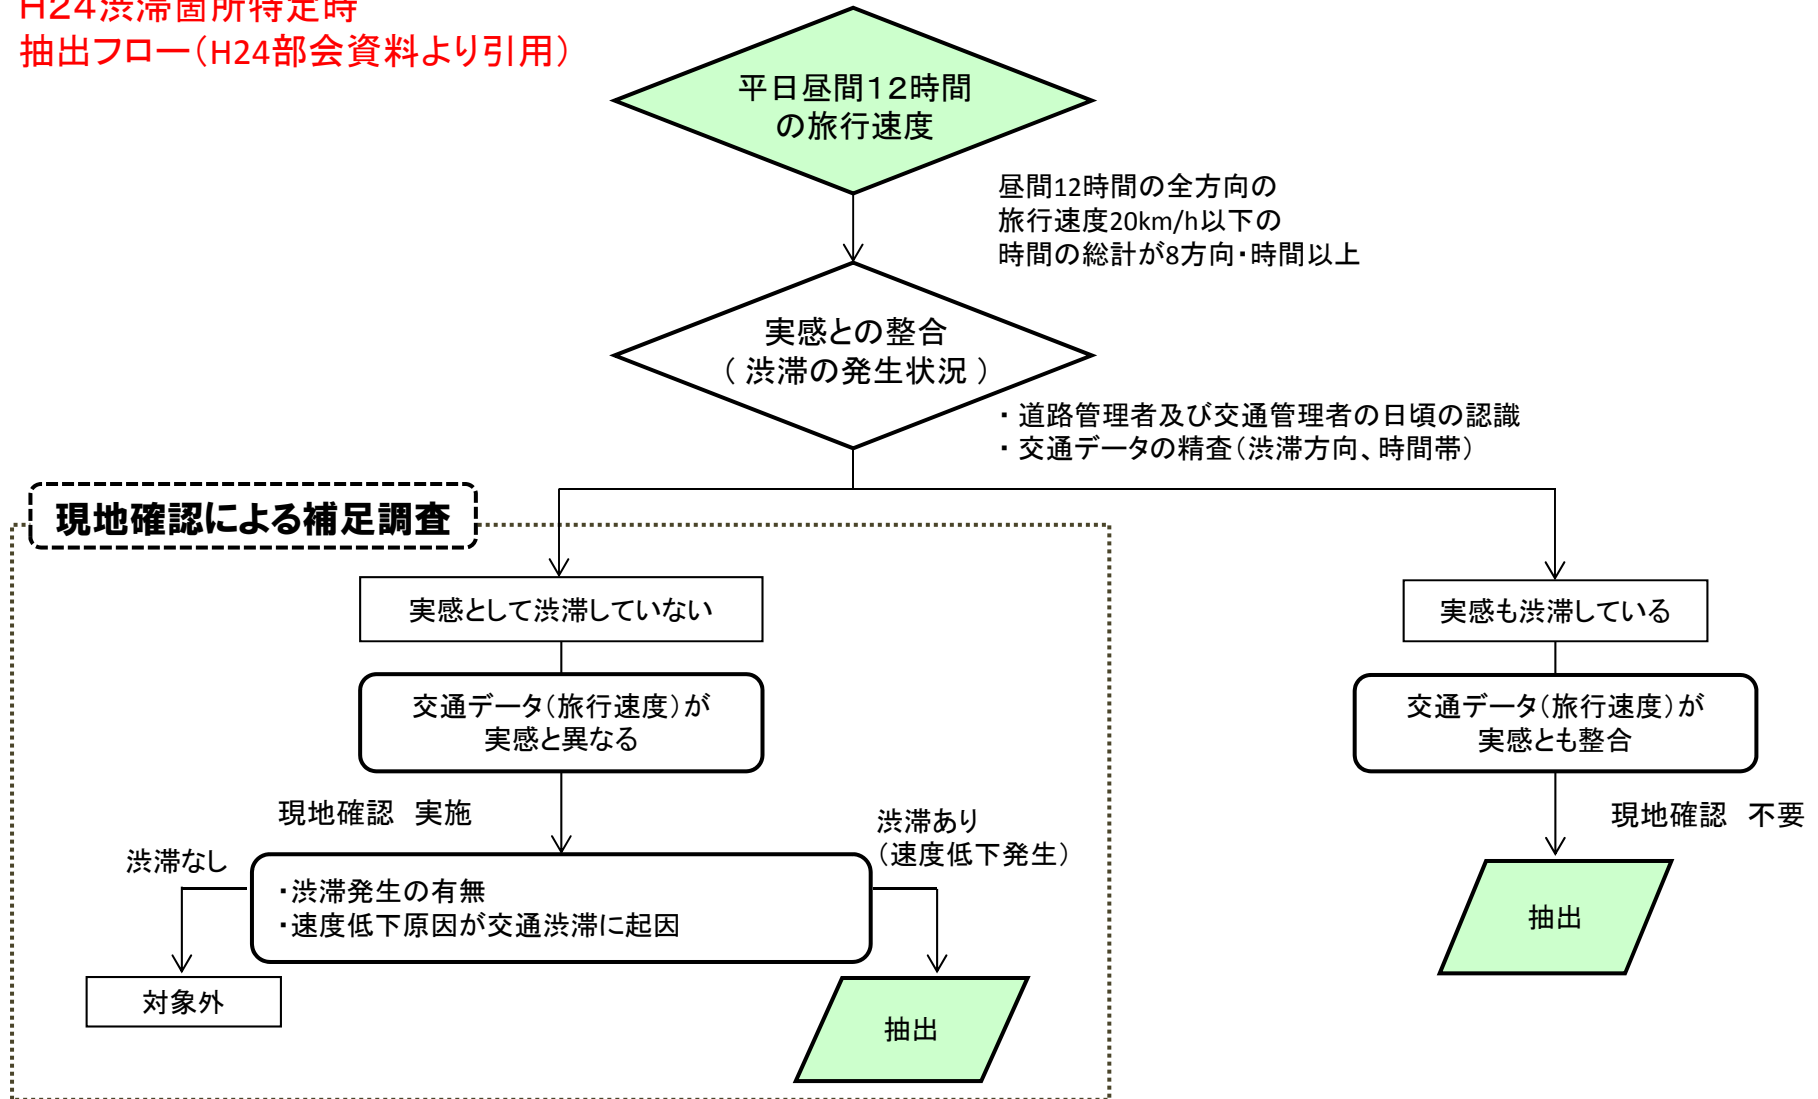 H24渋滞箇所特定時
抽出フロー（H24部会資料より引用）
平日昼間12時間
の旅行速度
昼間12時間の全方向の
旅行速度20km/h以下の
時間の総計が8方向・時間以上
実感との整合
（ 渋滞の発生状況 ）
・ 道路管理者及び交通管理者の日頃の認識
・ 交通データの精査（渋滞方向、時間帯）
現地確認による補足調査
実感として渋滞していない
実感も渋滞している
交通データ（旅行速度）が
実感と異なる
交通データ（旅行速度）が
実感とも整合
現地確認　実施
渋滞あり
（速度低下発生）
現地確認　不要
渋滞なし
・渋滞発生の有無
・速度低下原因が交通渋滞に起因
抽出
対象外
抽出